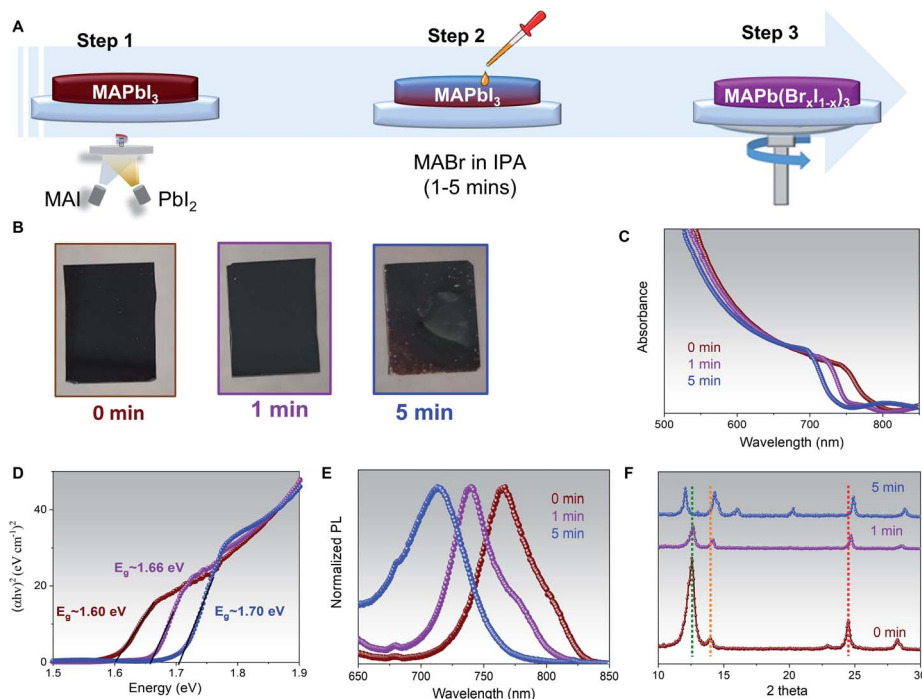 A
Step 1
Step 2
Step 3
MAPbI3
MAPbI3
MAPb(BrxI1-x)3
MAI
PbI2
MABr in IPA
(1-5 mins)
B
0 min
1 min
5 min
C
Absorbance
0 min
1 min
5 min
500
600
700
800
Wavelength (nm)
D
(αhν)2 (eV cm-1)2
40
20
0
Eg~1.66 eV
Eg~1.60 eV
Eg~1.70 eV
1.5
1.6
1.7
1.8
1.9
Energy (eV)
E
Normalized PL
0 min
1 min
5 min
650
700
750
800
850
Wavelength (nm)
F
5 min
1 min
0 min
10
15
20
25
30
2 theta